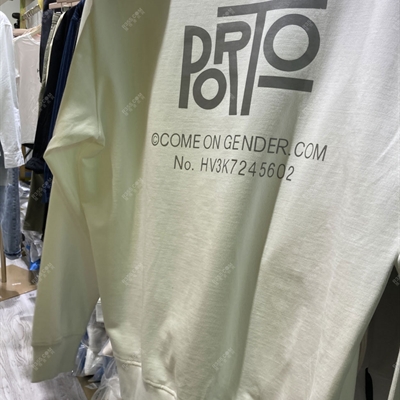 PORTO
©COME ON GENDER.COM
No. HV3K7245602